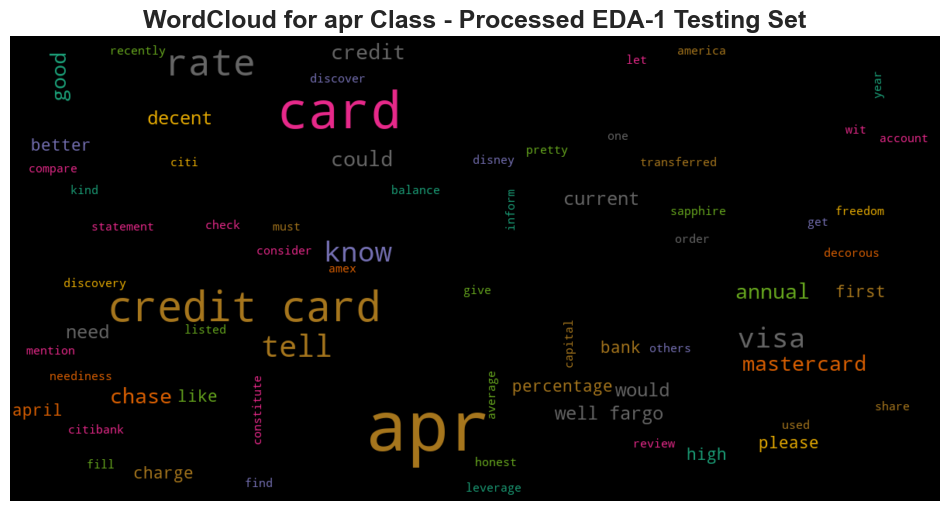 WordCloud for apr Class - Processed EDA-1 Testing Set
recently
credit
america
good
rate
let
discover
year
card
decent
wit
one
account
better
pretty
could
disney
citi
transferred
compare
kind
balance
current
inform
sapphire
freedom
get
statement
check
must
order
know
consider
decorous
amex
discovery
give
annual
first
credit card
need
listed
tell
visa
capital
bank
others
mention
mastercard
neediness
percentage
would
chase
like
average
constitute
april
well fargo
share
apr
used
citibank
please
review
high
fill
honest
charge
find
leverage